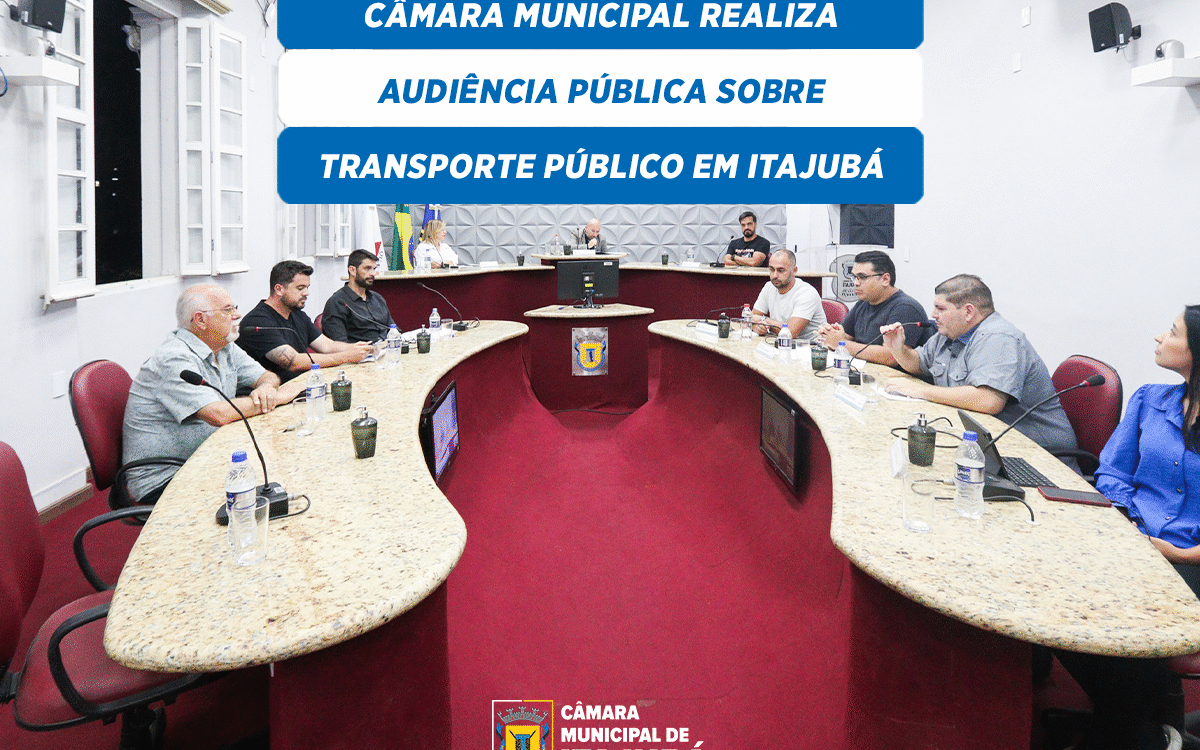 CÂMARA MUNICIPAL REALIZA
AUDIÊNCIA PÚBLICA SOBRE
TRANSPORTE PÚBLICO EM ITAJUBÁ
CÂMARA
MUNICIPAL DE